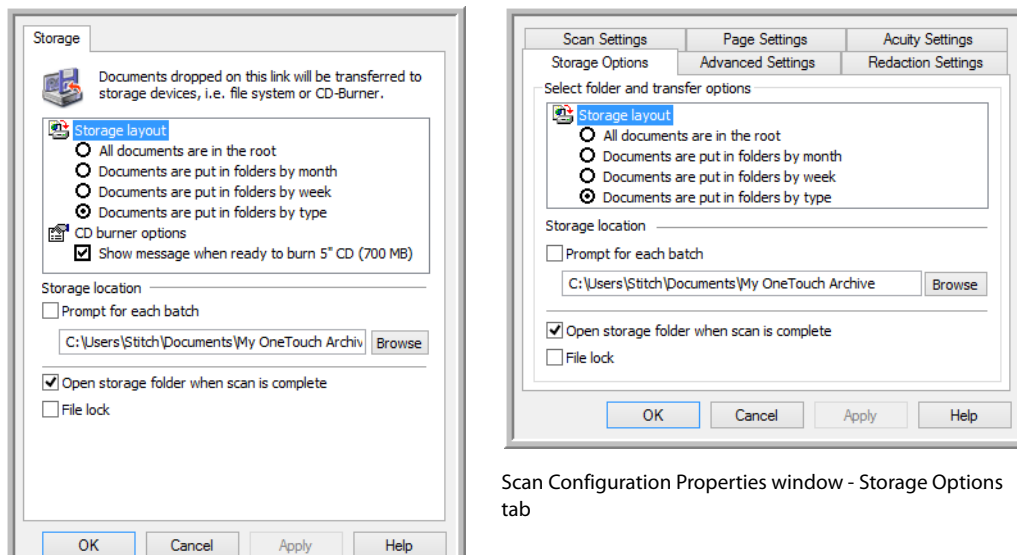 Storage
Documents dropped on this link will be transferred to
storage devices, i.e. file system or CD-Burner.
Storage layout
All documents are in the root
Documents are put in folders by month
Documents are put in folders by week
Documents are put in folders by type
CD burner options
Show message when ready to burn 5" CD (700 MB)
Storage location
Prompt for each batch
C:\Users\Stitch\Documents\My OneTouch Archiv Browse
Open storage folder when scan is complete
File lock
OK Cancel Apply Help
Scan Settings Page Settings Acuity Settings
Storage Options Advanced Settings Redaction Settings
Select folder and transfer options
Storage layout
All documents are in the root
Documents are put in folders by month
Documents are put in folders by week
Documents are put in folders by type
Storage location
Prompt for each batch
C:\Users\Stitch\Documents\My OneTouch Archive Browse
Open storage folder when scan is complete
File lock
OK Cancel Apply Help
Scan Configuration Properties window - Storage Options
tab